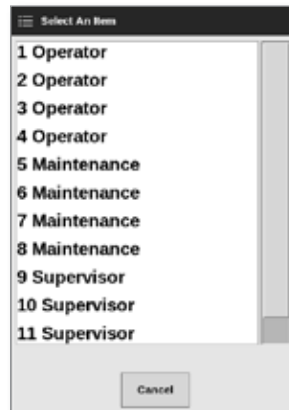 Select An Item
1 Operator
2 Operator
3 Operator
4 Operator
5 Maintenance
6 Maintenance
7 Maintenance
8 Maintenance
9 Supervisor
10 Supervisor
11 Supervisor
Cancel